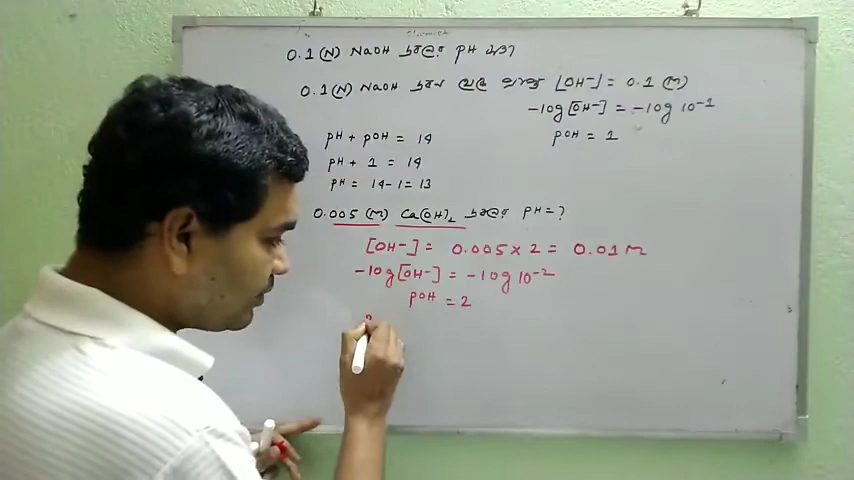 0.1(N) NaOH দ্রবণের pH কত?
0.1(N) NaOH দ্রবণ থেকে প্রাপ্ত [OH-] = 0.1 (M)
-log[OH-] = -log 10-1
pOH = 1
pH + pOH = 14
pH + 1 = 14
pH = 14-1 = 13
0.005 (M) Ca(OH)2 দ্রবণের pH = ?
[OH-] = 0.005 × 2 = 0.01 M
-log[OH-] = -log 10-2
pOH = 2